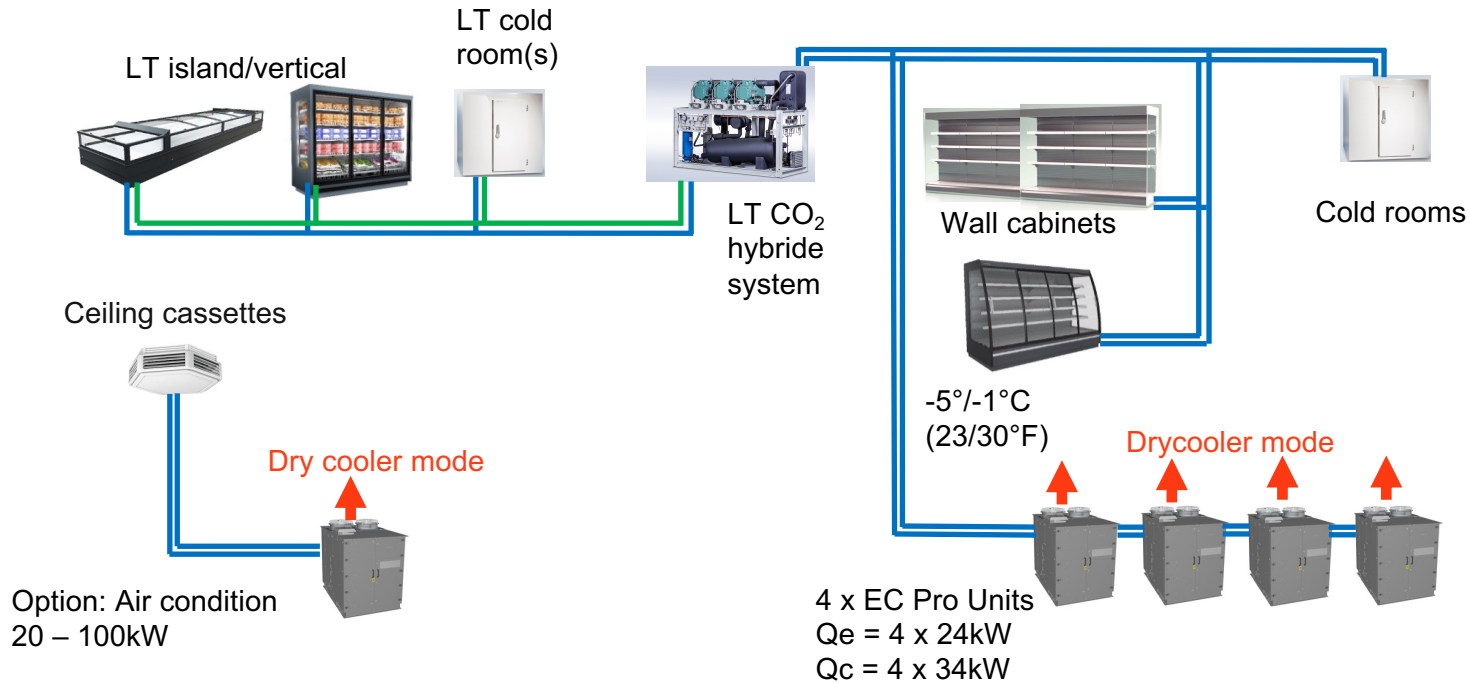 LT island/vertical
LT cold
room(s)
LT CO₂
hybride
system
Wall cabinets
Cold rooms
-5°/-1°C
(23/30°F)
Ceiling cassettes
Dry cooler mode
Option: Air condition
20 – 100kW
Drycooler mode
4 x EC Pro Units
Qe = 4 x 24kW
Qc = 4 x 34kW